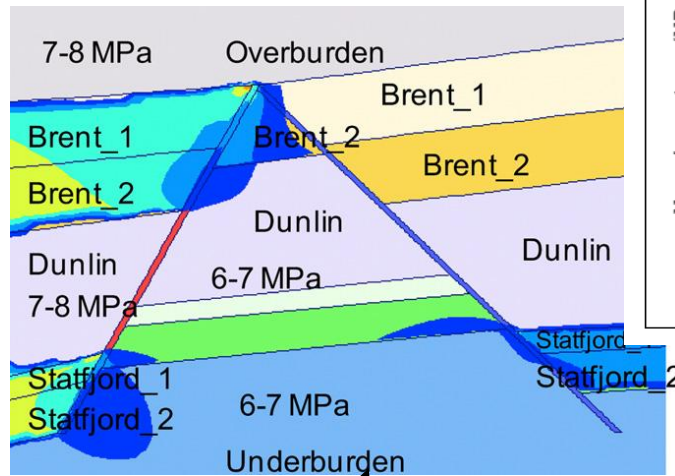 7-8 MPa Overburden
Brent_1
Brent_1 Brent_2
Brent_2
Brent_2
Dunlin
Dunlin
Dunlin
6-7 MPa
7-8 MPa
Statfjord_1
Statfjord_2
Statfjord_2
6-7 MPa
Underburden